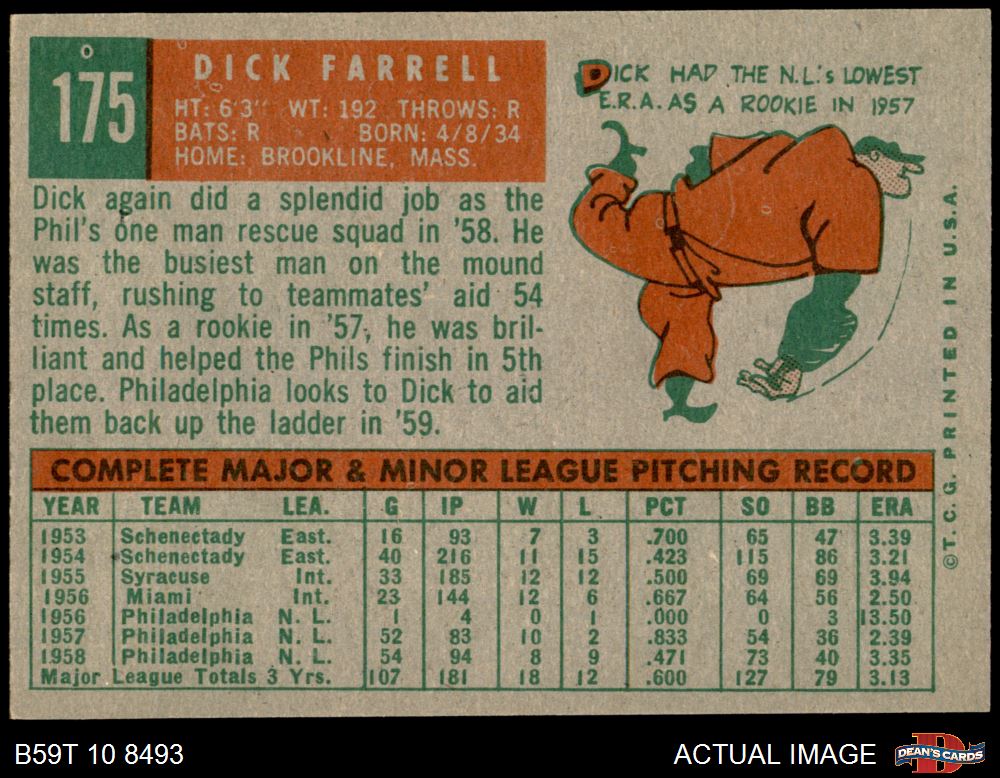 175
DICK FARRELL
HT: 6'3" WT: 192 THROWS: R
BATS: R BORN: 4/8/34
HOME: BROOKLINE, MASS.
DICK HAD THE N.L.'s LOWEST
E.R.A. AS A ROOKIE IN 1957
Dick again did a splendid job as the
Phil's one man rescue squad in '58. He
was the busiest man on the mound
staff, rushing to teammates' aid 54
times. As a rookie in '57, he was bril-
liant and helped the Phils finish in 5th
place. Philadelphia looks to Dick to aid
them back up the ladder in '59.
COMPLETE MAJOR & MINOR LEAGUE PITCHING RECORD
YEAR TEAM LEA. G IP W L PCT SO BB ERA
1953 Schenectady East. 16 93 7 3 .700 65 47 3.39
1954 Schenectady East. 40 216 11 15 .423 115 86 3.21
1955 Syracuse Int. 33 185 12 12 .500 69 69 3.94
1956 Miami Int. 23 144 12 6 .667 64 56 2.50
1956 Philadelphia N. L. 1 4 0 1 .000 0 3 13.50
1957 Philadelphia N. L. 52 83 10 2 .833 54 36 2.39
1958 Philadelphia N. L. 54 94 8 9 .471 73 40 3.35
Major League Totals 3 Yrs. 107 181 18 12 .600 127 79 3.13
©T. C. G. PRINTED IN U.S.A.
B59T 10 8493
ACTUAL IMAGE
D
DEAN'S CARDS